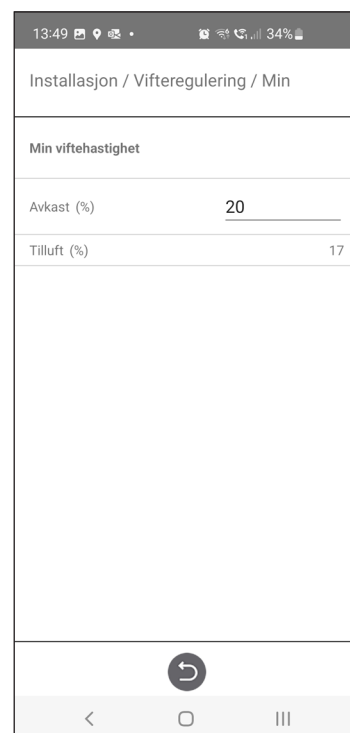 13:49 34%
Installasjon / Vifteregulering / Min
Min viftehastighet
Avkast (%) 20
Tilluft (%) 17